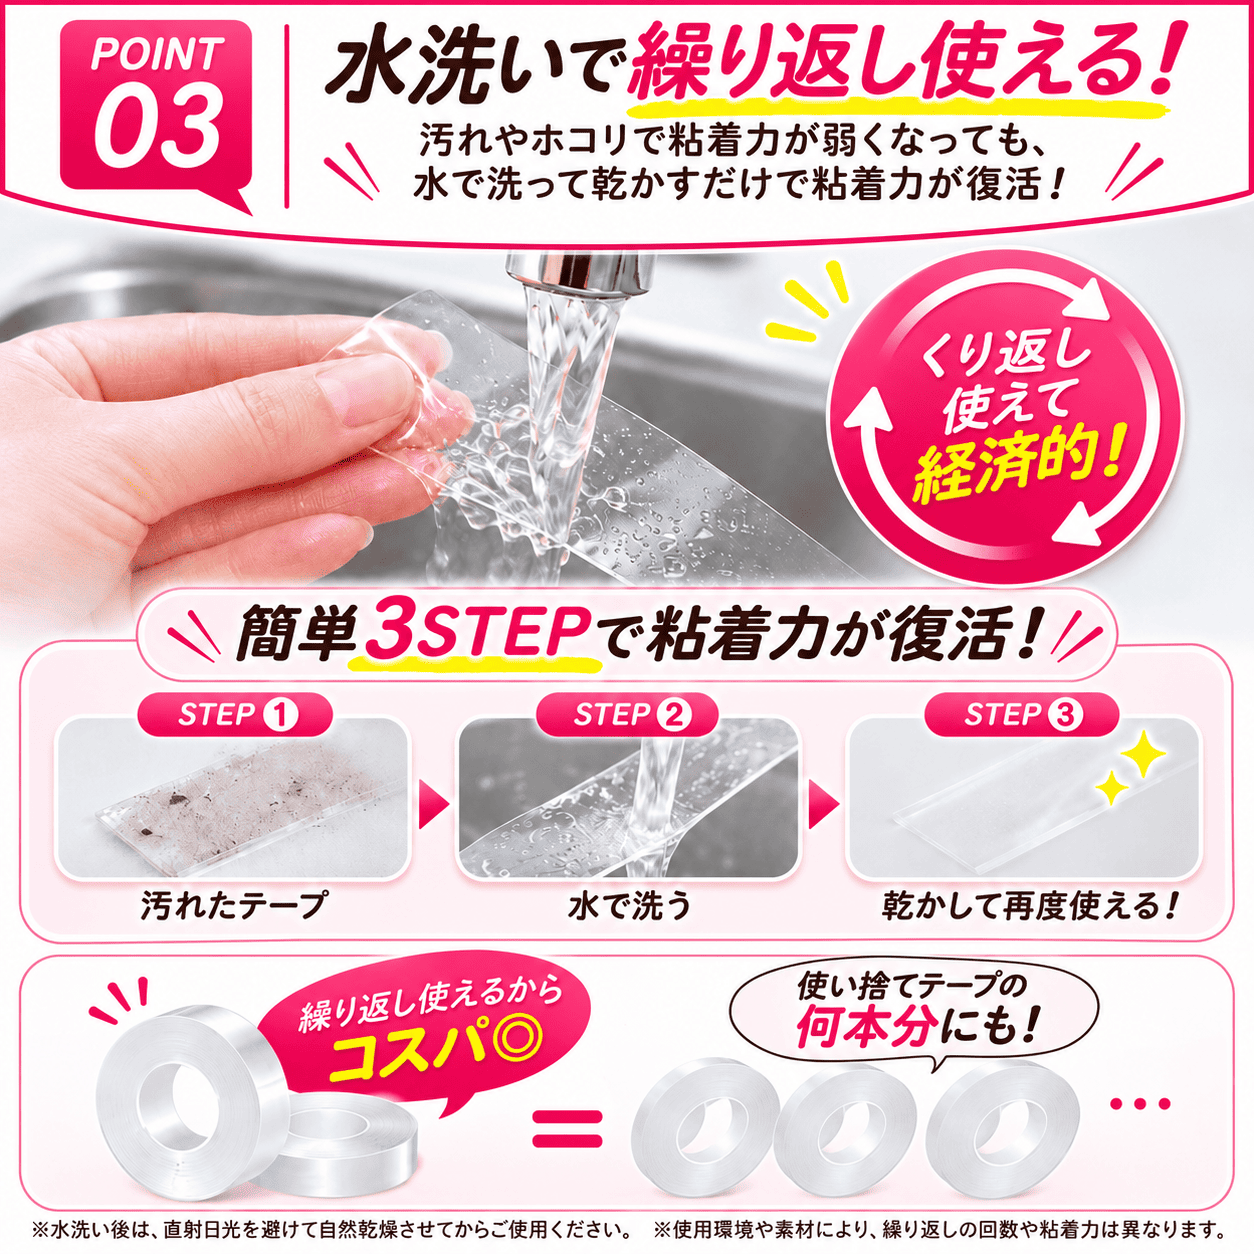 POINT
03
水洗いで繰り返し使える！
汚れやホコリで粘着力が弱くなっても、
水で洗って乾かすだけで粘着力が復活！
くり返し
使えて
経済的！
簡単3STEPで粘着力が復活！
STEP 1
STEP 2
STEP 3
汚れたテープ
水で洗う
乾かして再度使える！
繰り返し使えるから
コスパ◎
使い捨てテープの
何本分にも！
=
…
※水洗い後は、直射日光を避けて自然乾燥させてからご使用ください。
※使用環境や素材により、繰り返しの回数や粘着力は異なります。